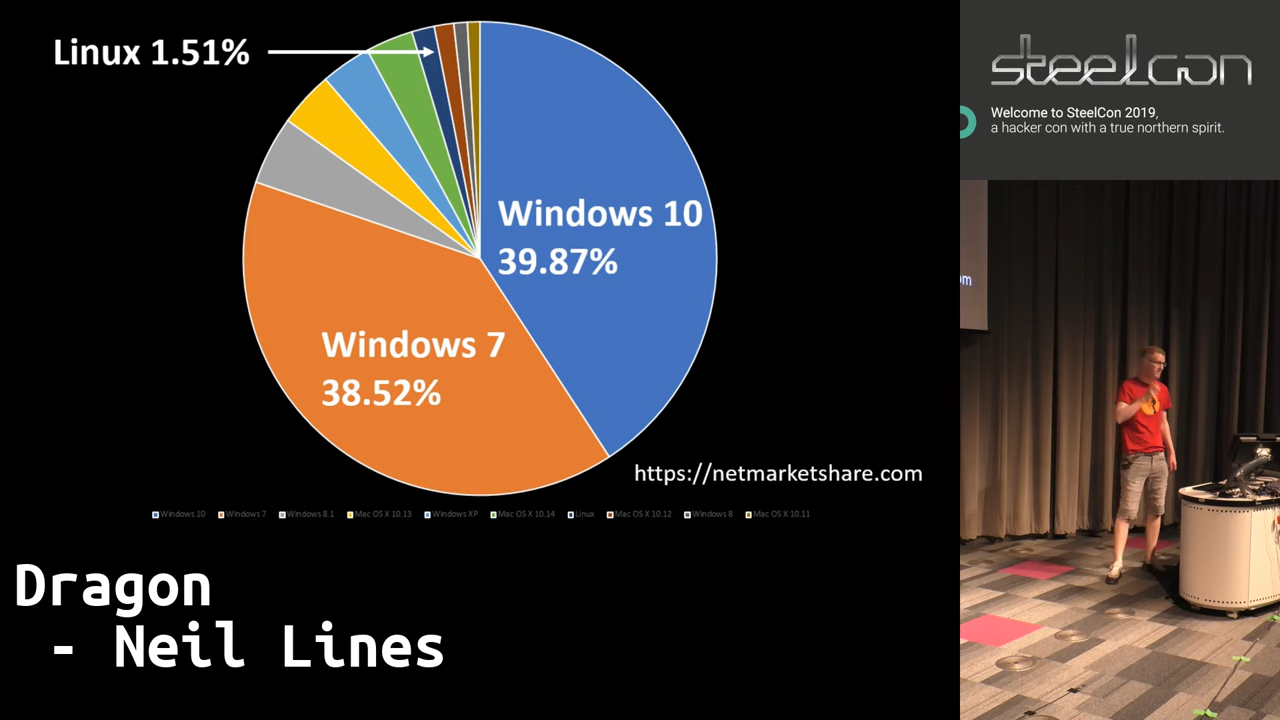 Linux 1.51%
Windows 10
39.87%
Windows 7
38.52%
https://netmarketshare.com
Windows 10 Windows 7 Windows 8.1 Mac OS X 10.13 Windows XP Mac OS X 10.14 Linux Mac OS X 10.12 Windows 8 Mac OS X 10.11
Dragon
- Neil Lines
steelcon
Welcome to SteelCon 2019,
a hacker con with a true northern spirit.
om